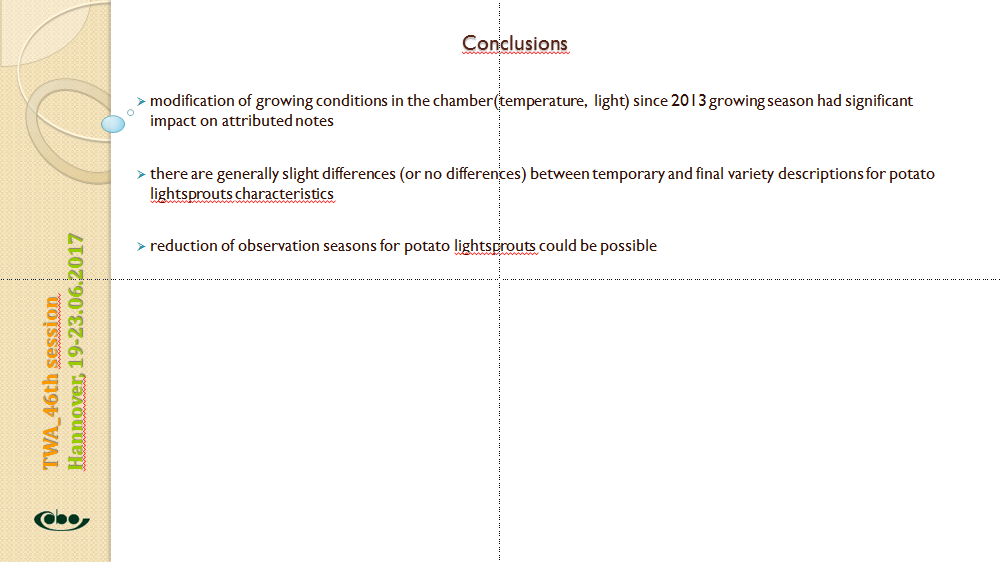 Conclusions
modification of growing conditions in the chamber(temperature, light) since 2013 growing season had significant
impact on attributed notes
there are generally slight differences (or no differences) between temporary and final variety descriptions for potato
lightsprouts characteristics
reduction of observation seasons for potato lightsprouts could be possible
TWA_46th session
Hannover, 19-23.06.2017
cobo